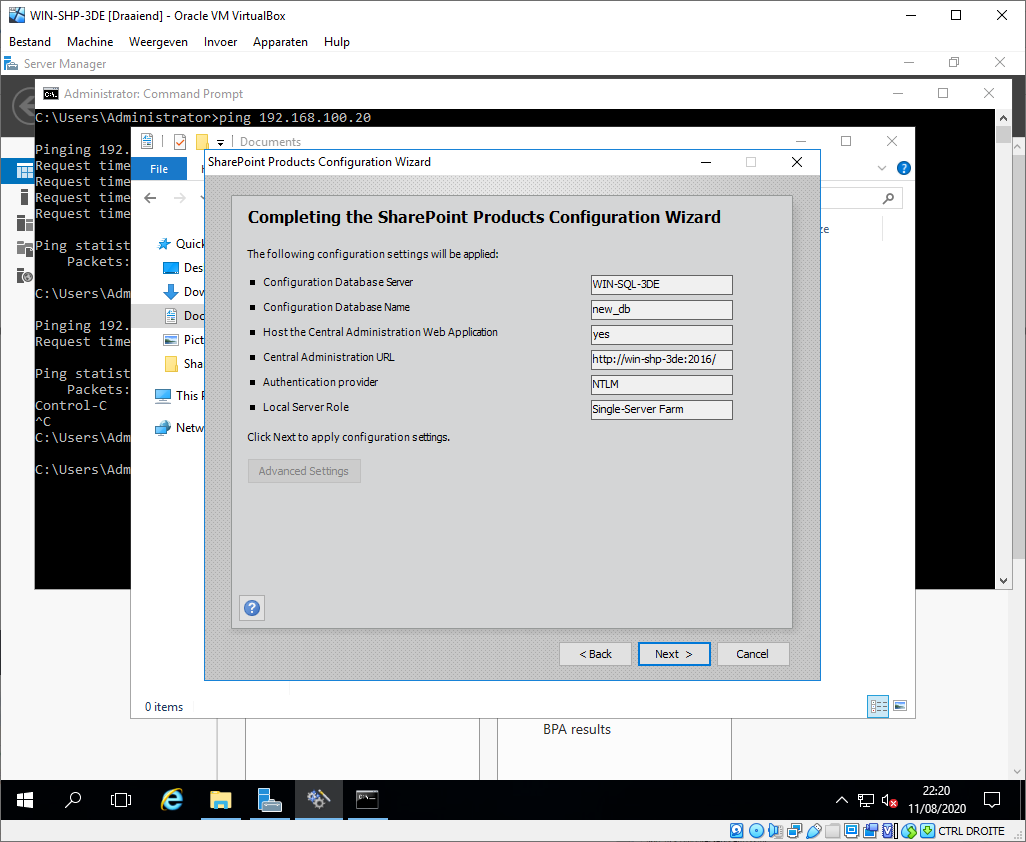 WIN-SHP-3DE [Draaiend] - Oracle VM VirtualBox
Bestand Machine Weergeven Invoer Apparaten Hulp
Server Manager
Administrator: Command Prompt
C:\Users\Administrator>ping 192.168.100.20
Pinging 192.
Request time
Request time
Request time
Request time
Ping statist
Packets:
C:\Users\Adm
Pinging 192.
Request time
Ping statist
Packets:
Control-C
^C
C:\Users\Adm
C:\Users\Adm
Documents
File
Quick
Des
Dow
Doc
Pict
Sha
This P
Netw
ze
0 items
SharePoint Products Configuration Wizard
Completing the SharePoint Products Configuration Wizard
The following configuration settings will be applied:
Configuration Database Server WIN-SQL-3DE
Configuration Database Name new_db
Host the Central Administration Web Application yes
Central Administration URL http://win-shp-3de:2016/
Authentication provider NTLM
Local Server Role Single-Server Farm
Click Next to apply configuration settings.
Advanced Settings
< Back Next > Cancel
BPA results
22:20
11/08/2020
CTRL DROITE